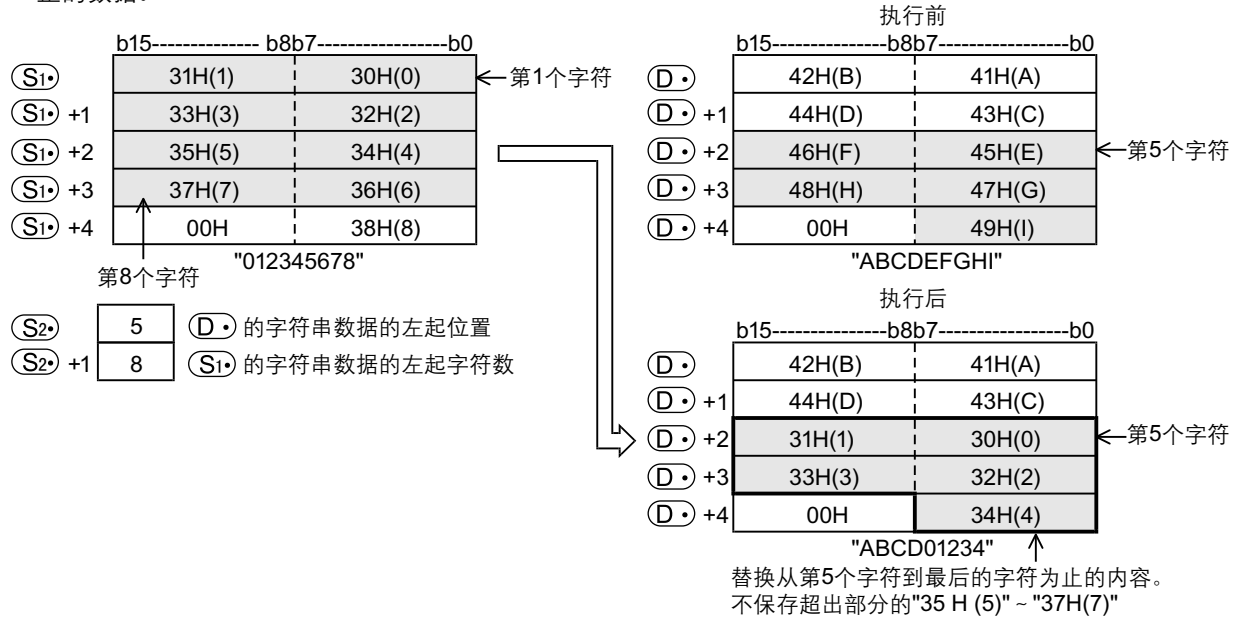 执行前
b15-------------- b8b7-----------------b0
S1• 31H(1) 30H(0) 第1个字符
S1• +1 33H(3) 32H(2)
S1• +2 35H(5) 34H(4)
S1• +3 37H(7) 36H(6)
S1• +4 00H 38H(8)
"012345678"
第8个字符
S2• 5 D• 的字符串数据的左起位置
S2• +1 8 S1• 的字符串数据的左起字符数
b15---------------b8b7-----------------b0
D• 42H(B) 41H(A)
D• +1 44H(D) 43H(C)
D• +2 46H(F) 45H(E) 第5个字符
D• +3 48H(H) 47H(G)
D• +4 00H 49H(I)
"ABCDEFGHI"
执行后
b15---------------b8b7-----------------b0
D• 42H(B) 41H(A)
D• +1 44H(D) 43H(C)
D• +2 31H(1) 30H(0) 第5个字符
D• +3 33H(3) 32H(2)
D• +4 00H 34H(4)
"ABCD01234"
替换从第5个字符到最后的字符为止的内容。
不保存超出部分的"35 H (5)" ~ "37H(7)"